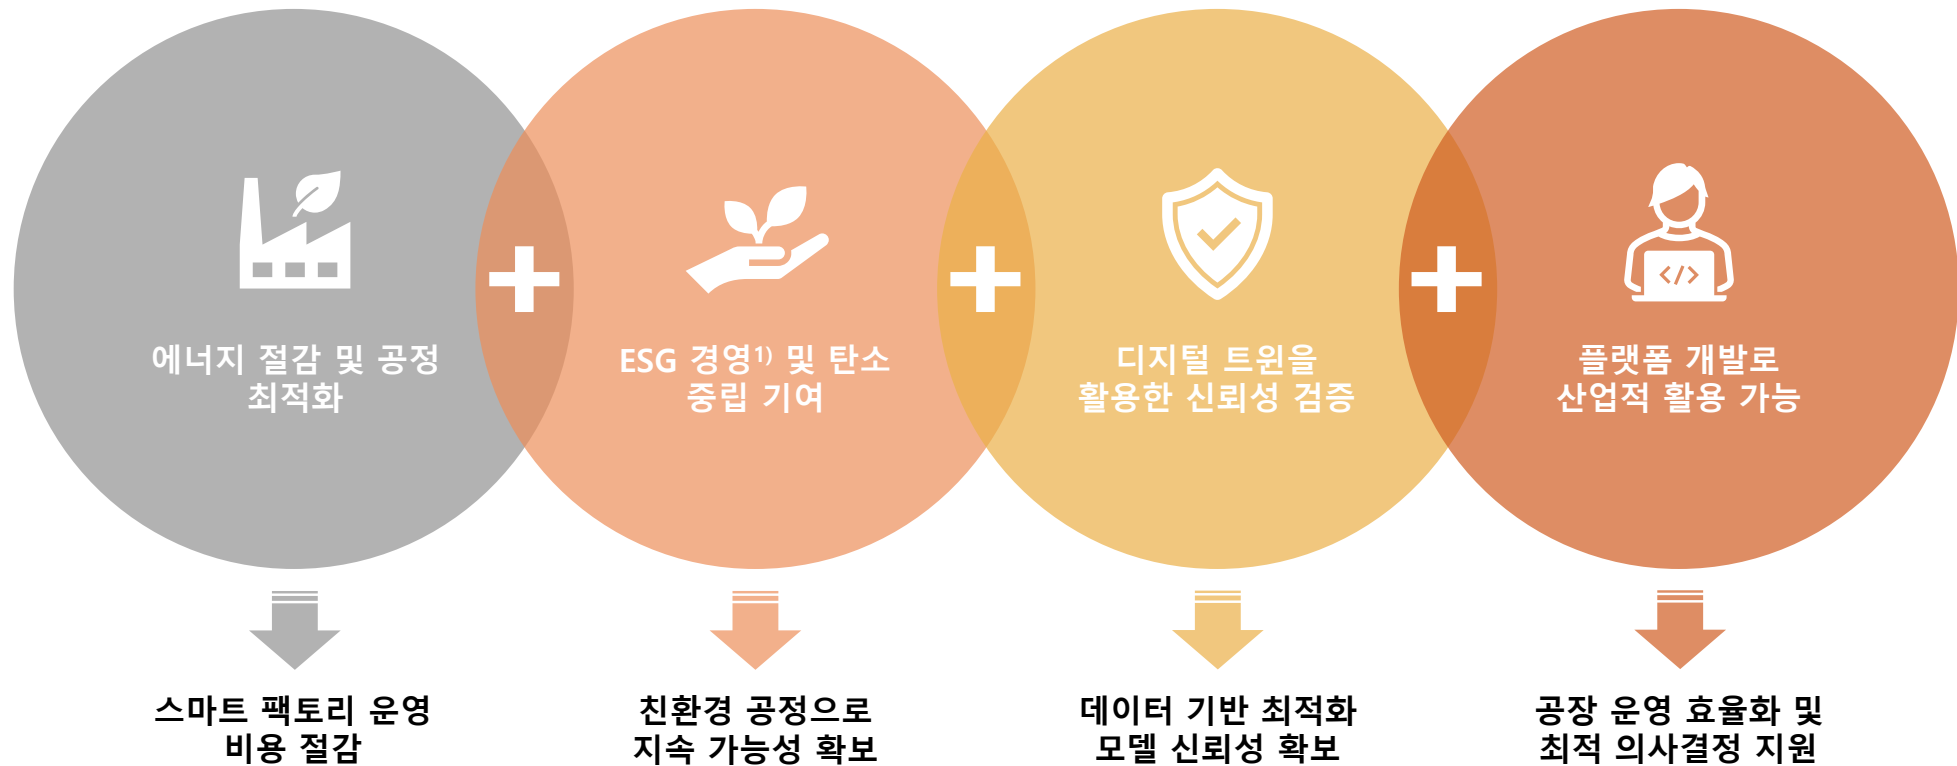 에너지 절감 및 공정
최적화
ESG 경영1) 및 탄소
중립 기여
디지털 트윈을
활용한 신뢰성 검증
플랫폼 개발로
산업적 활용 가능
</>
스마트 팩토리 운영
비용 절감
친환경 공정으로
지속 가능성 확보
데이터 기반 최적화
모델 신뢰성 확보
공장 운영 효율화 및
최적 의사결정 지원